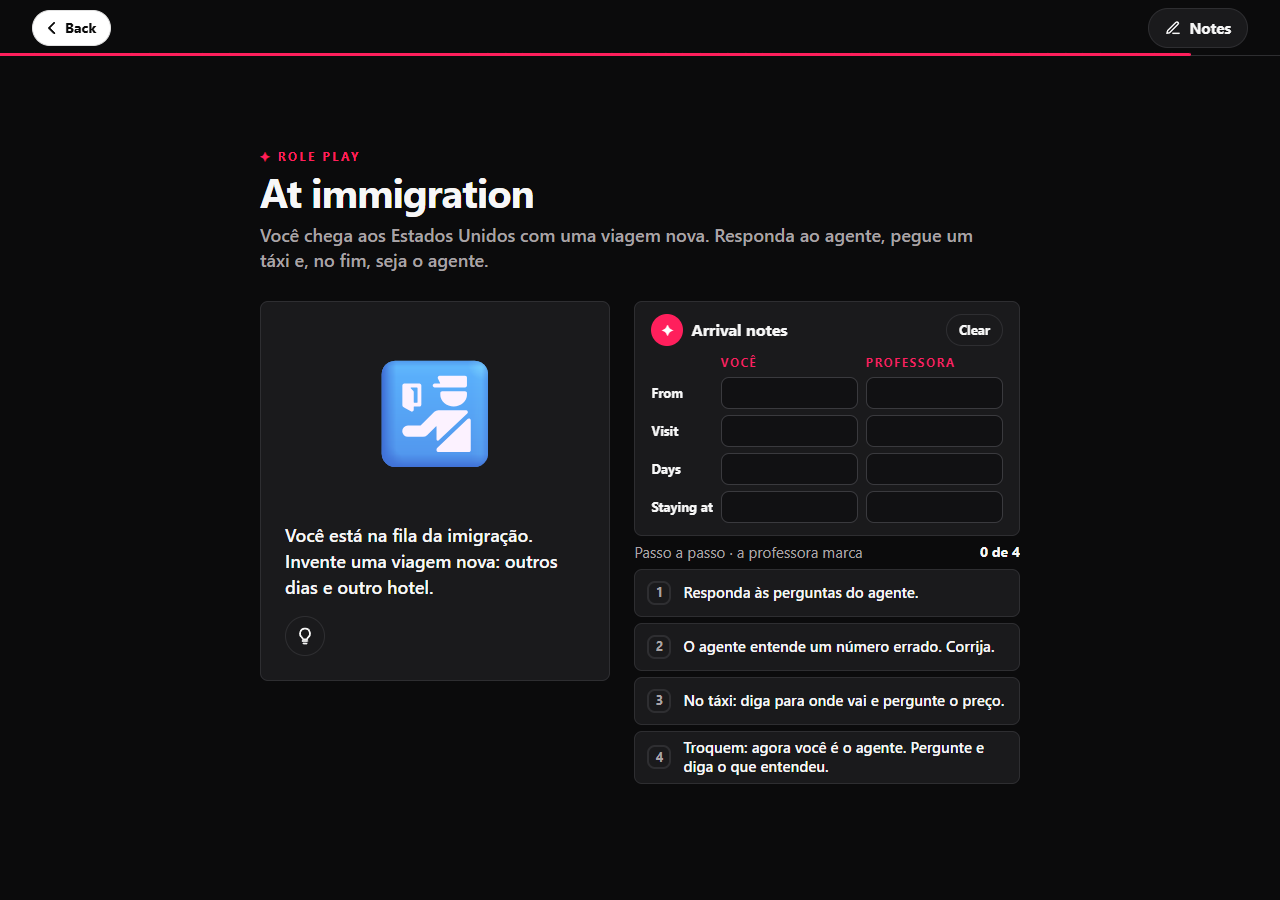 Back
Notes
ROLE PLAY
At immigration
Você chega aos Estados Unidos com uma viagem nova. Responda ao agente, pegue um
táxi e, no fim, seja o agente.
Você está na fila da imigração.
Invente uma viagem nova: outros
dias e outro hotel.
Arrival notes
Clear
VOCÊ PROFESSORA
From
Visit
Days
Staying at
Passo a passo · a professora marca 0 de 4
1 Responda às perguntas do agente.
2 O agente entende um número errado. Corrija.
3 No táxi: diga para onde vai e pergunte o preço.
4 Troquem: agora você é o agente. Pergunte e
diga o que entendeu.